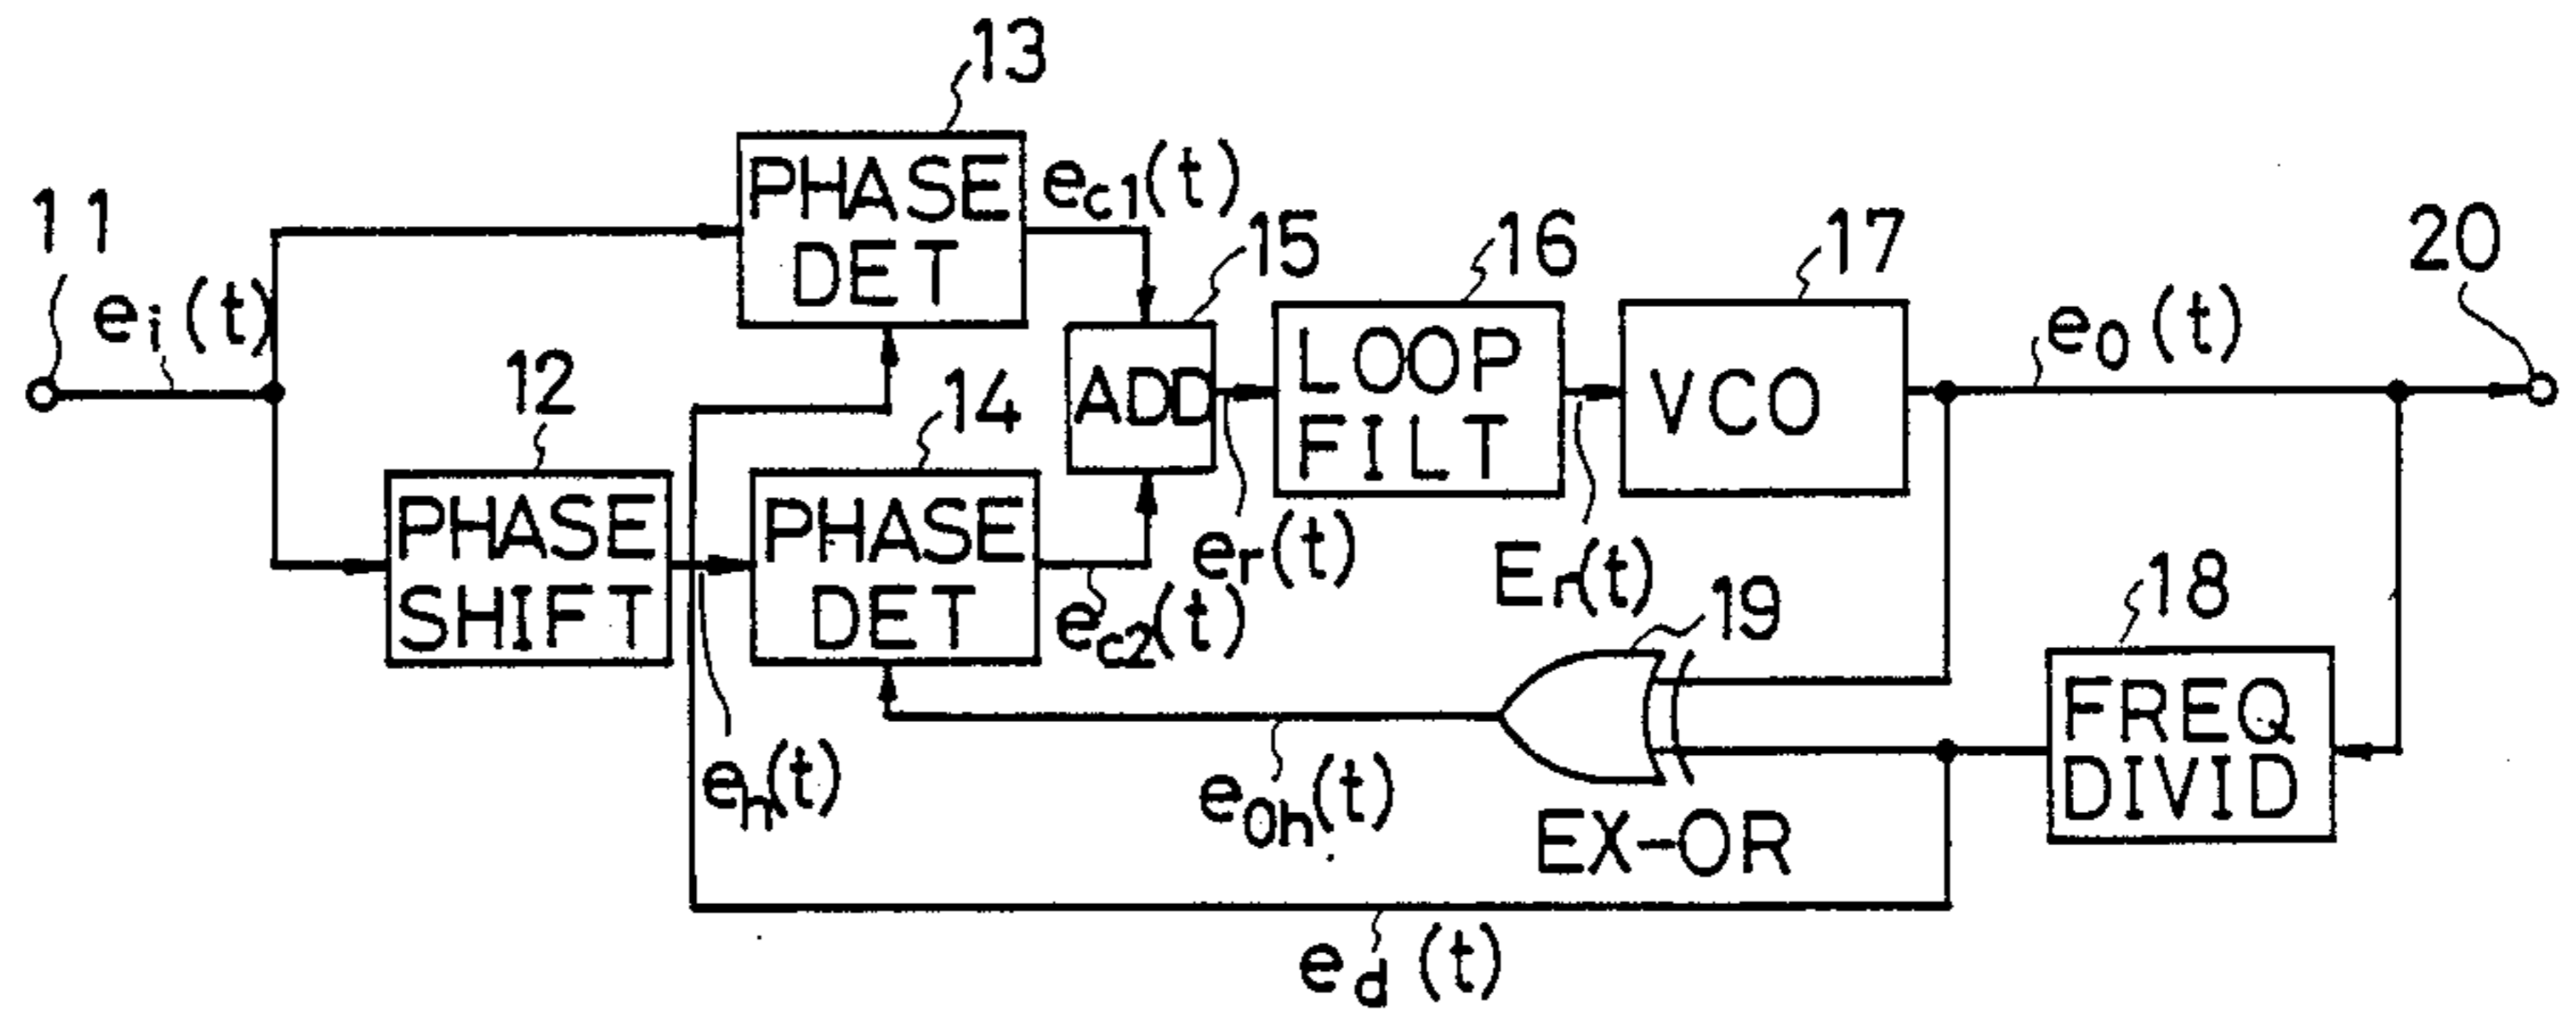 13
PHASE
DET
ec1(t)
11
ei(t)
15
ADD
16
LOOP
FILT
17
VCO
e0(t)
20
12
PHASE
SHIFT
14
PHASE
DET
ec2(t)
er(t)
Er(t)
19
18
FREQ
DIVID
eh(t)
e0h(t)
EX-OR
ed(t)